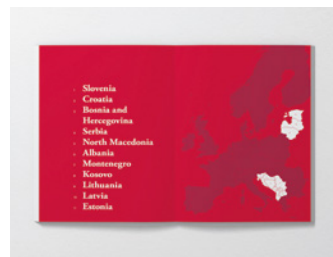 Slovenia
Croatia
Bosnia and
Hercegovina
Serbia
North Macedonia
Albania
Montenegro
Kosovo
Lithuania
Latvia
Estonia